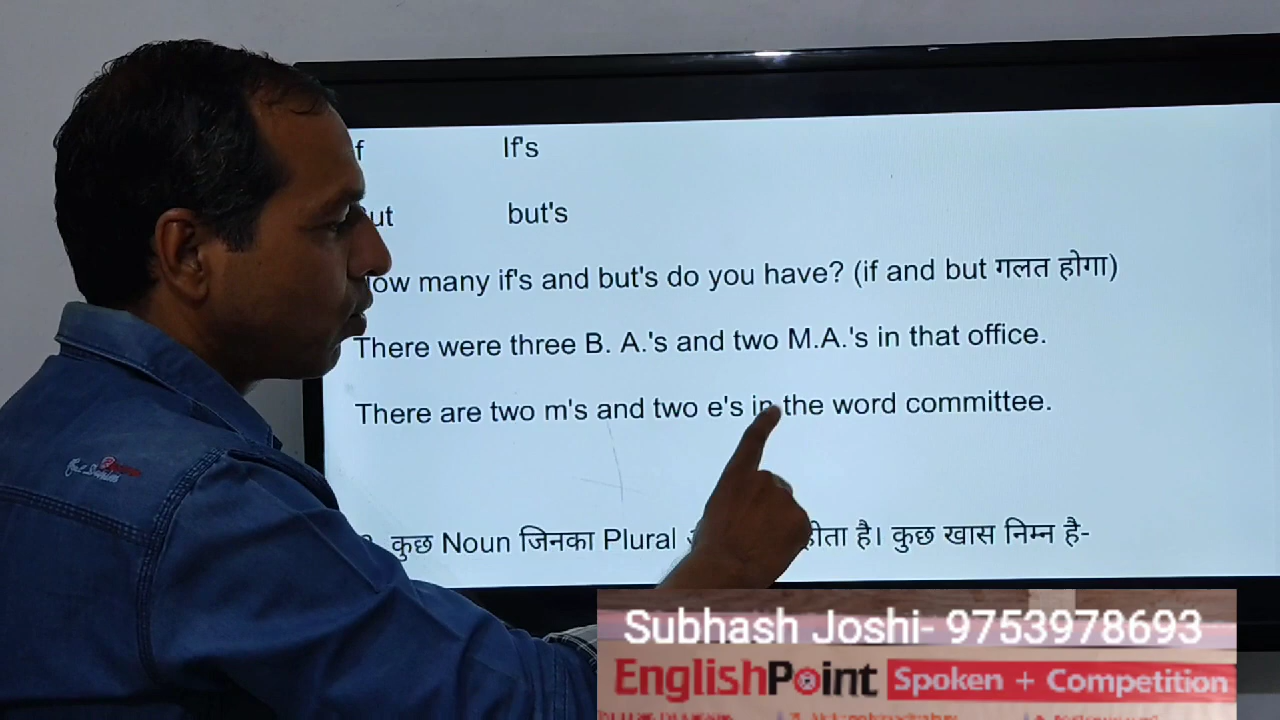 If's
but's
many if's and but's do you have? (if and but गलत होगा)
There were three B. A.'s and two M.A.'s in that office.
There are two m's and two e's in the word committee.
कुछ Noun जिनका Plural होता है। कुछ खास निम्न है-
Subhash Joshi- 9753978693
EnglishPoint Spoken + Competition